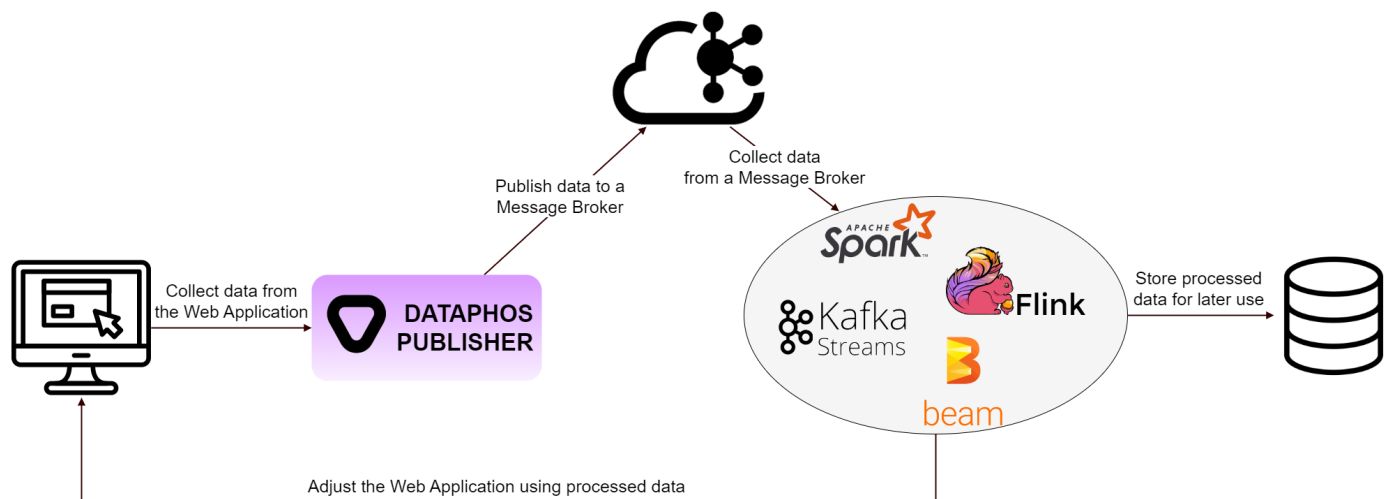 Collect data
from a Message Broker
Publish data to a
Message Broker
APACHE
Spark™
Collect data from
the Web Application
DATAPHOS
PUBLISHER
Kafka
Streams
Flink
beam
Store processed
data for later use
Adjust the Web Application using processed data